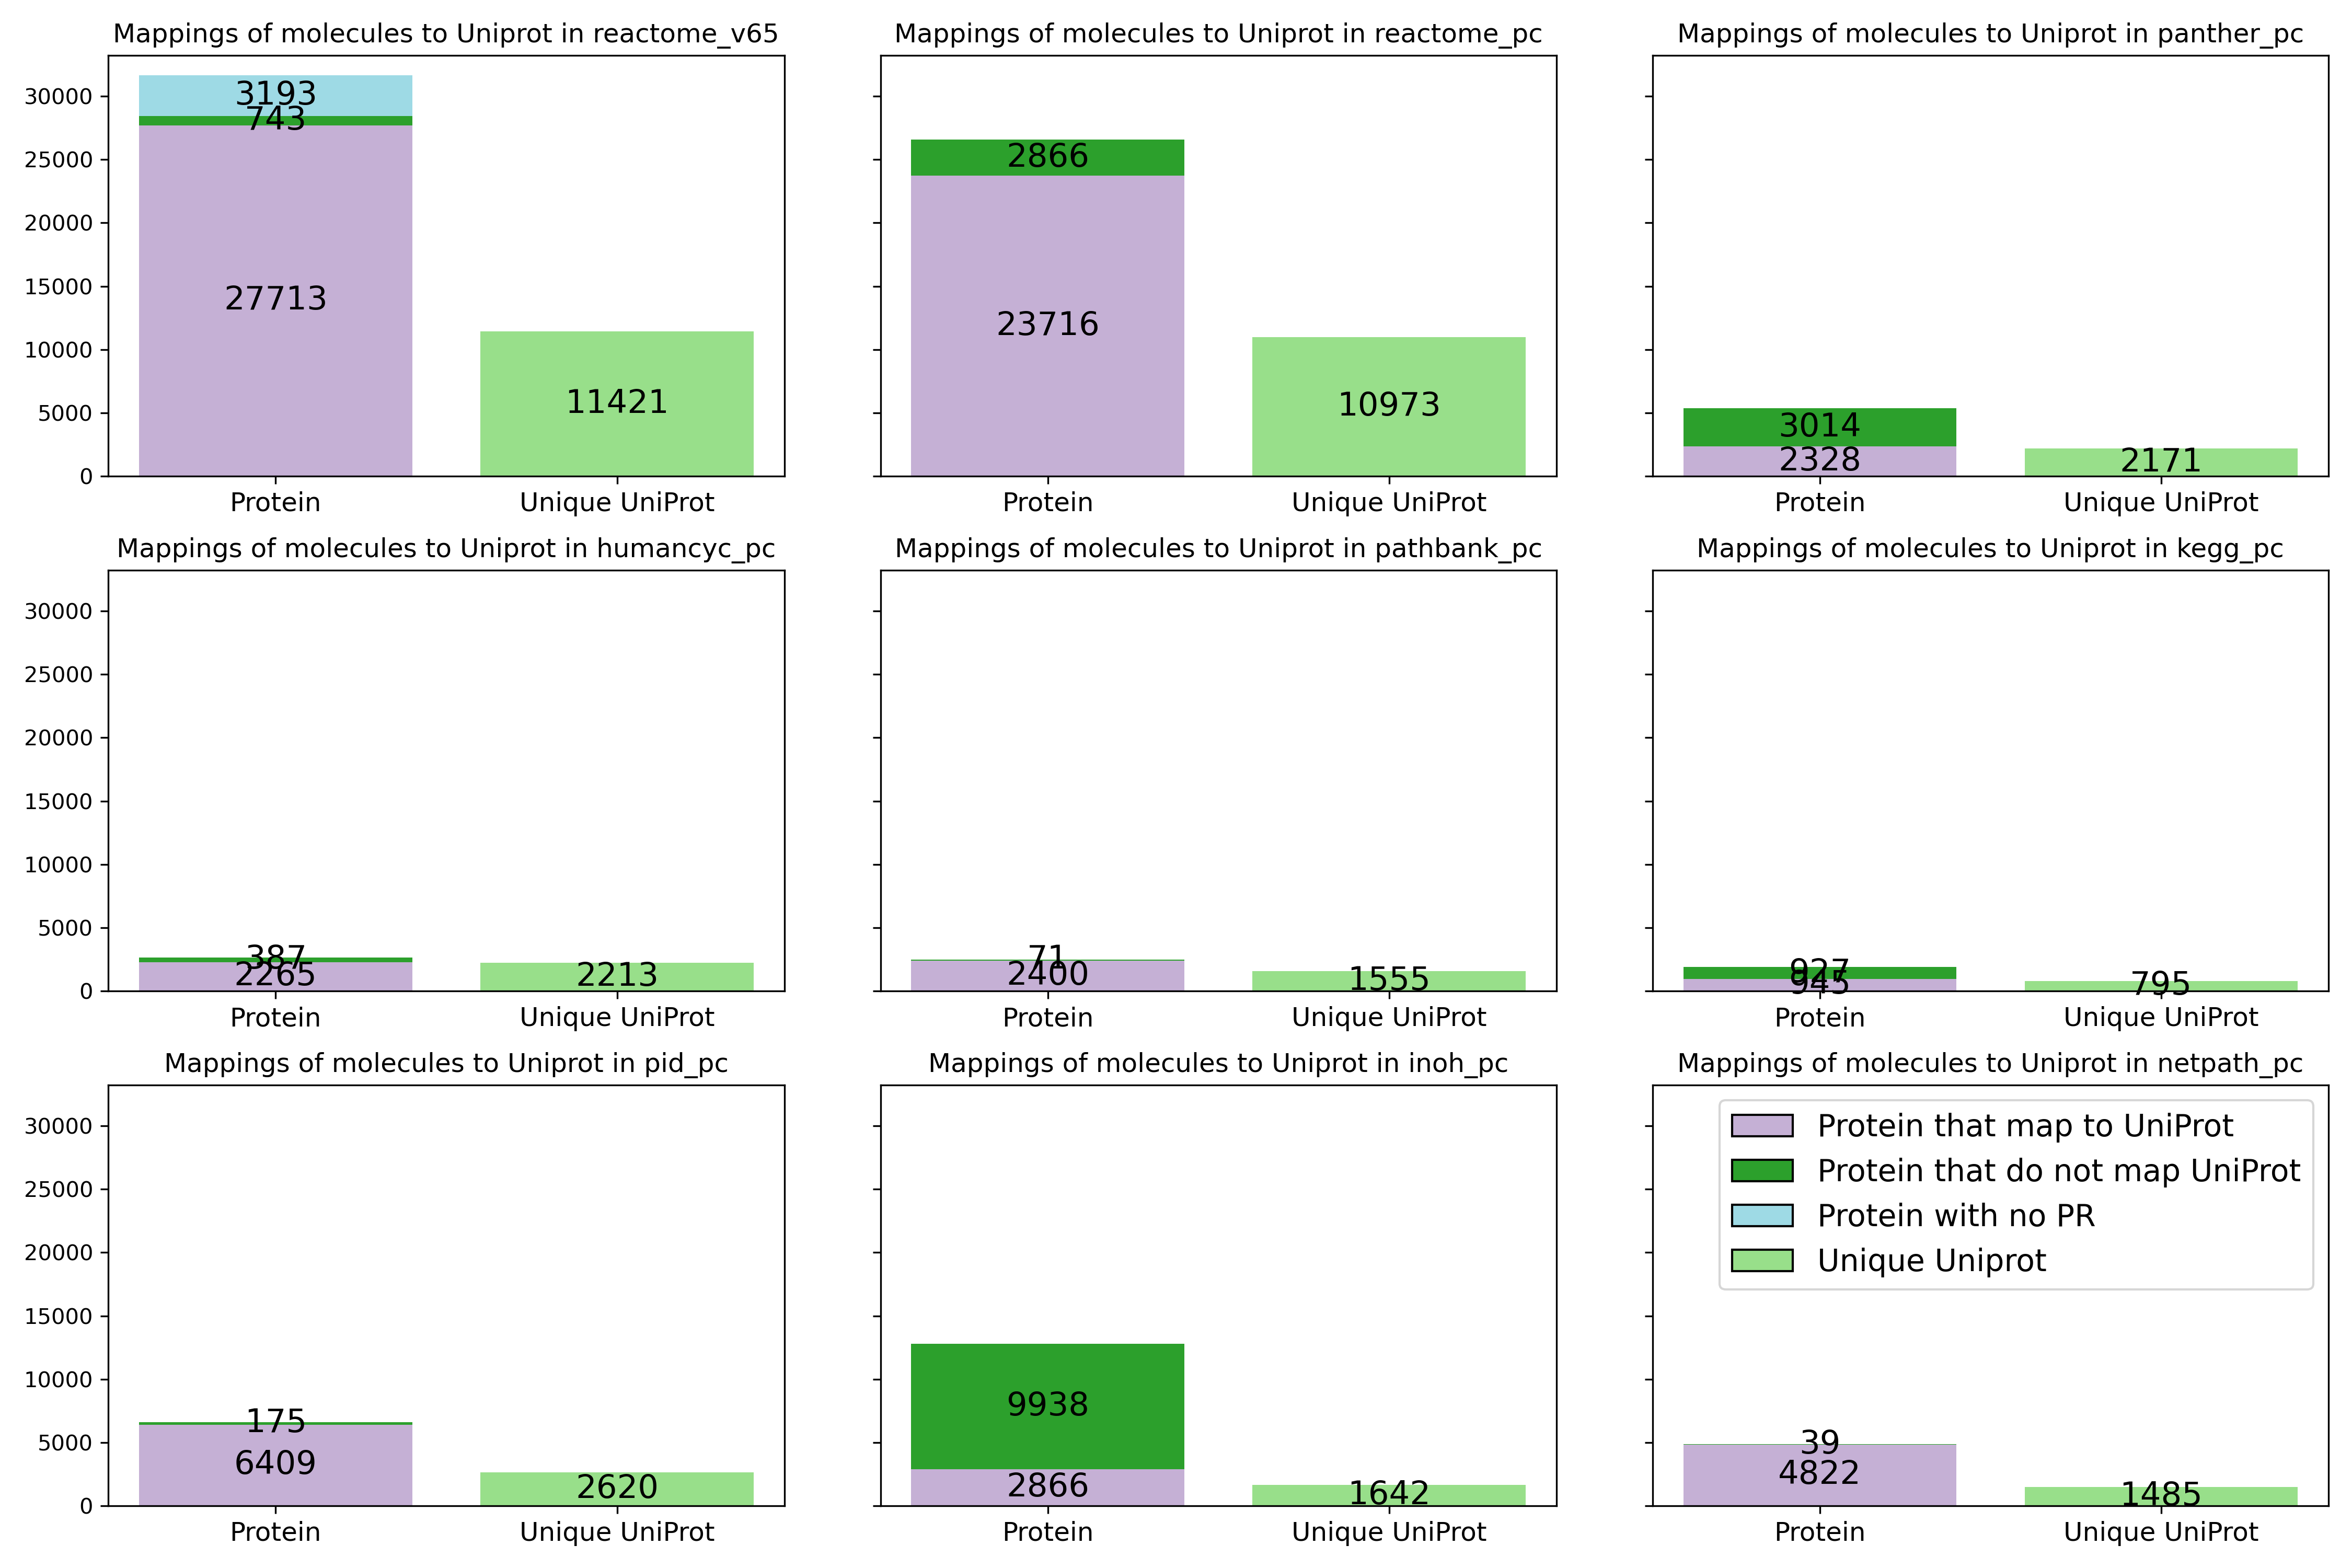 Mappings of molecules to Uniprot in reactome_v65
30000
25000
20000
15000
10000
5000
0
3193
743
27713
11421
Protein
Unique UniProt
Mappings of molecules to Uniprot in reactome_pc
2866
23716
10973
Protein
Unique UniProt
Mappings of molecules to Uniprot in panther_pc
3014
2328
2171
Protein
Unique UniProt
Mappings of molecules to Uniprot in humancyc_pc
30000
25000
20000
15000
10000
5000
0
387
2265
2213
Protein
Unique UniProt
Mappings of molecules to Uniprot in pathbank_pc
71
2400
1555
Protein
Unique UniProt
Mappings of molecules to Uniprot in kegg_pc
927
945
795
Protein
Unique UniProt
Mappings of molecules to Uniprot in pid_pc
30000
25000
20000
15000
10000
5000
0
175
6409
2620
Protein
Unique UniProt
Mappings of molecules to Uniprot in inoh_pc
9938
2866
1642
Protein
Unique UniProt
Mappings of molecules to Uniprot in netpath_pc
Protein that map to UniProt
Protein that do not map UniProt
Protein with no PR
Unique Uniprot
39
4822
1485
Protein
Unique UniProt